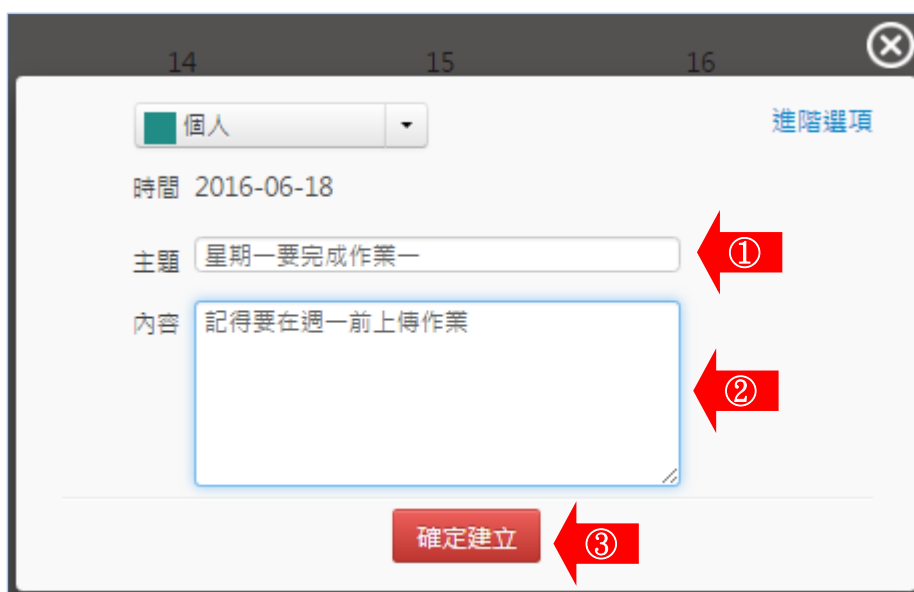 14 15 16
個人 進階選項
時間 2016-06-18
主題 星期一要完成作業一 ①
內容 記得要在週一前上傳作業
②
確定建立 ③